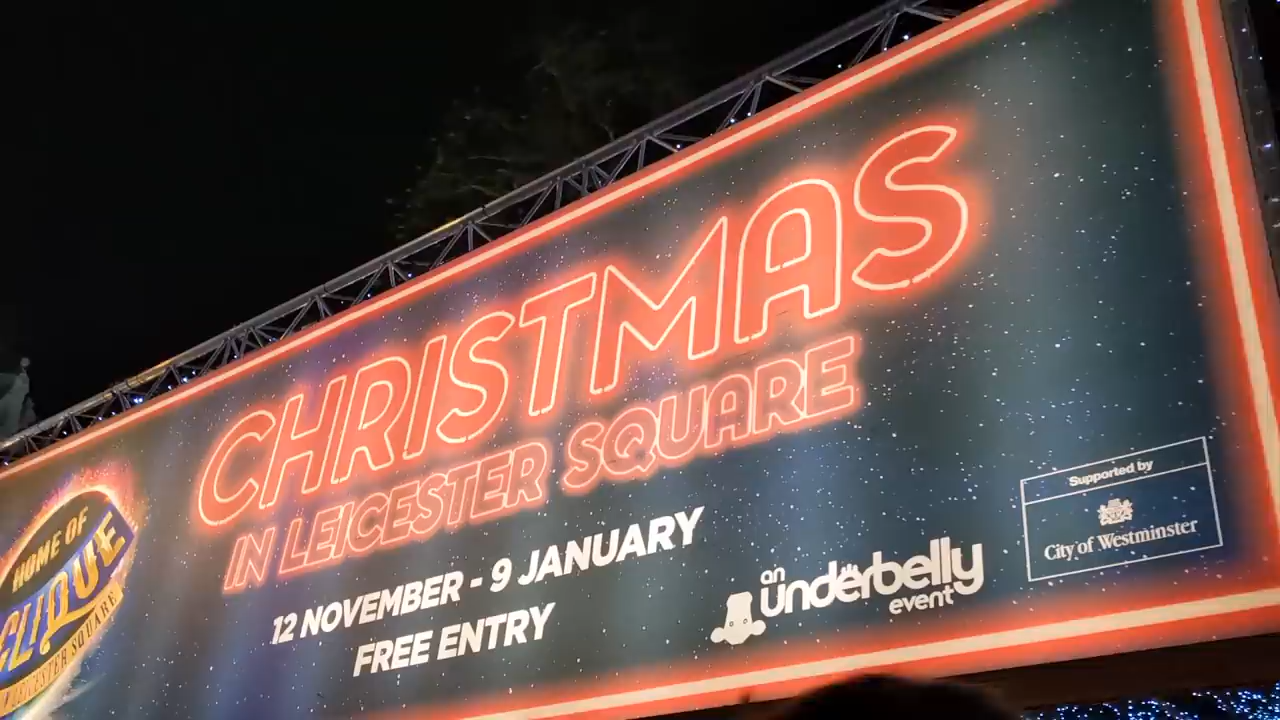 CHRISTMAS
IN LEICESTER SQUARE
12 NOVEMBER - 9 JANUARY
FREE ENTRY
HOME OF
LEICESTER SQUARE
an
underbelly
event
Supported by
City of Westminster